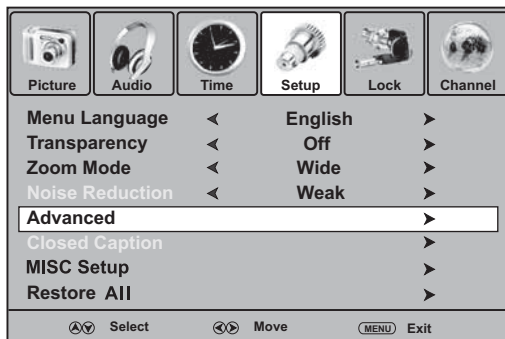 Picture Audio Time Setup Lock Channel
Menu Language English
Transparency Off
Zoom Mode Wide
Noise Reduction Weak
Advanced
Closed Caption
MISC Setup
Restore All
Select Move MENU Exit